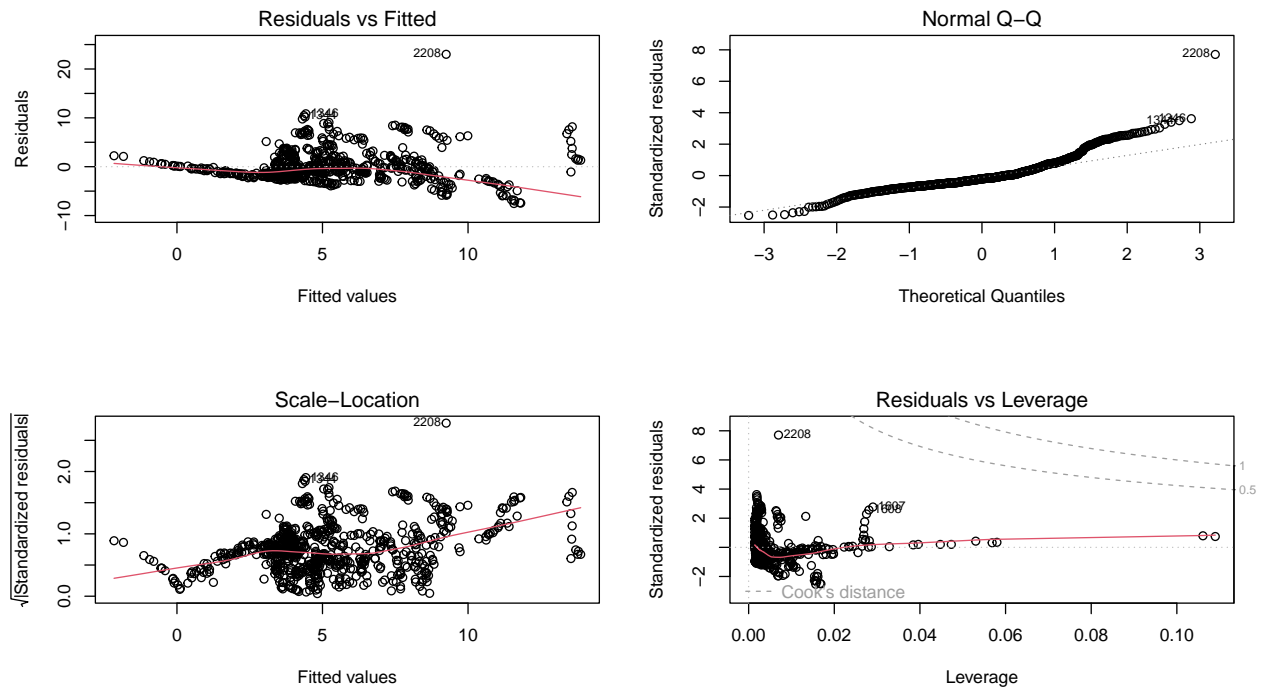 Residuals vs Fitted
Residuals
20
10
0
−10
2208
1346
0 5 10
Fitted values
Normal Q−Q
Standardized residuals
8
6
4
2
0
−2
2208
1346
−3 −2 −1 0 1 2 3
Theoretical Quantiles
Scale−Location
√|Standardized residuals|
2.0
1.0
0.0
2208
1346
0 5 10
Fitted values
Residuals vs Leverage
Standardized residuals
8
6
4
2
−2
2208
1607
1
0.5
Cook's distance
0.00 0.02 0.04 0.06 0.08 0.10
Leverage